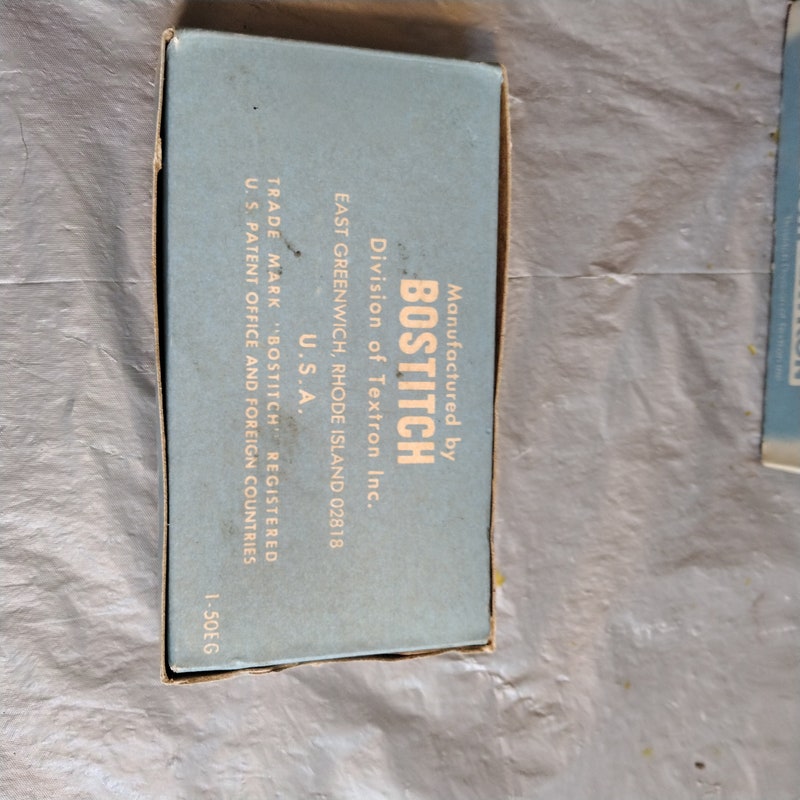 Manufactured by
BOSTITCH
Division of Textron Inc.
EAST GREENWICH, RHODE ISLAND 02818
U.S.A.
TRADE MARK "BOSTITCH" REGISTERED
U. S. PATENT OFFICE AND FOREIGN COUNTRIES
1-50EG